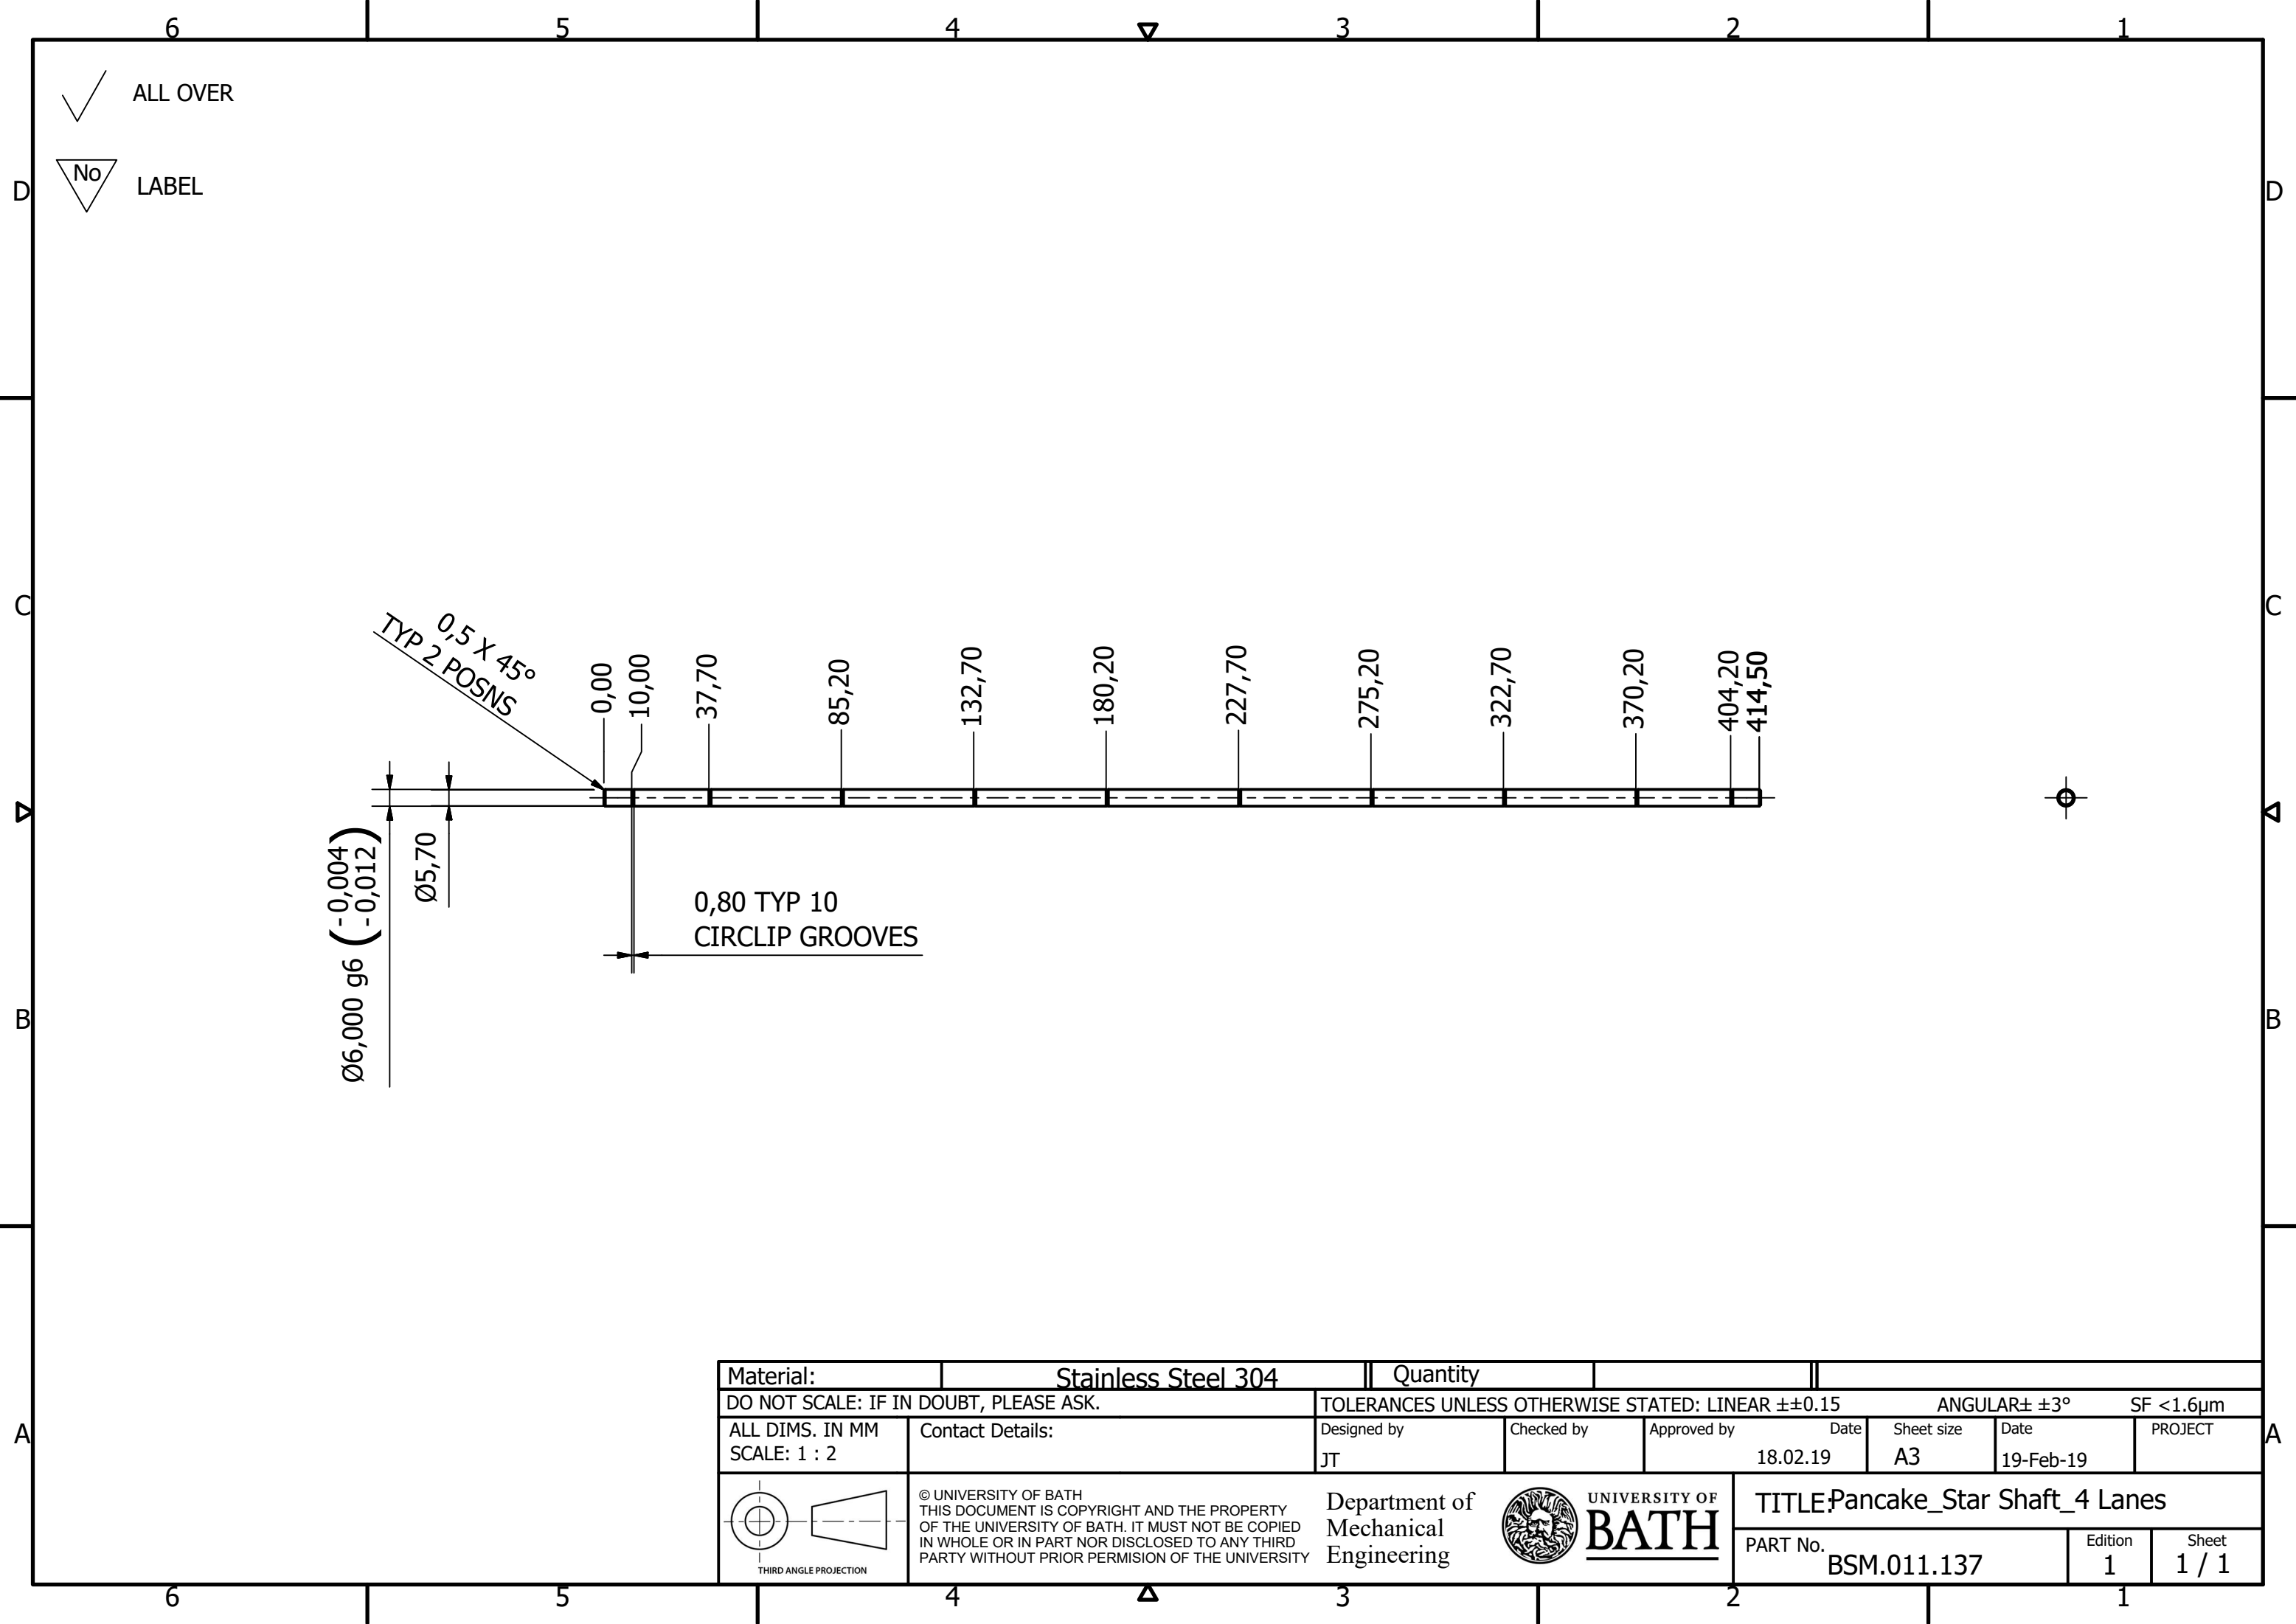 6 5 4 3 2 1
ALL OVER
No LABEL
D D
C C
0,5 X 45°
TYP 2 POSNS
0,00
10,00
37,70
85,20
132,70
180,20
227,70
275,20
322,70
370,20
404,20
414,50
Ø6,000 g6 ( -0,004 
-0,012 )
Ø5,70
0,80 TYP 10
CIRCLIP GROOVES
B B
A A
Material: Stainless Steel 304 Quantity
DO NOT SCALE: IF IN DOUBT, PLEASE ASK. TOLERANCES UNLESS OTHERWISE STATED: LINEAR ±±0.15 ANGULAR± ±3° SF <1.6µm
ALL DIMS. IN MM
SCALE: 1 : 2
Contact Details:
Designed by
JT
Checked by
Approved by
Date
18.02.19
Sheet size
A3
Date
19-Feb-19
PROJECT
THIRD ANGLE PROJECTION
© UNIVERSITY OF BATH
THIS DOCUMENT IS COPYRIGHT AND THE PROPERTY
OF THE UNIVERSITY OF BATH. IT MUST NOT BE COPIED
IN WHOLE OR IN PART NOR DISCLOSED TO ANY THIRD
PARTY WITHOUT PRIOR PERMISION OF THE UNIVERSITY
Department of
Mechanical
Engineering
UNIVERSITY OF
BATH
TITLE:Pancake_Star Shaft_4 Lanes
PART No.
BSM.011.137
Edition
1
Sheet
1 / 1
6 5 4 3 2 1